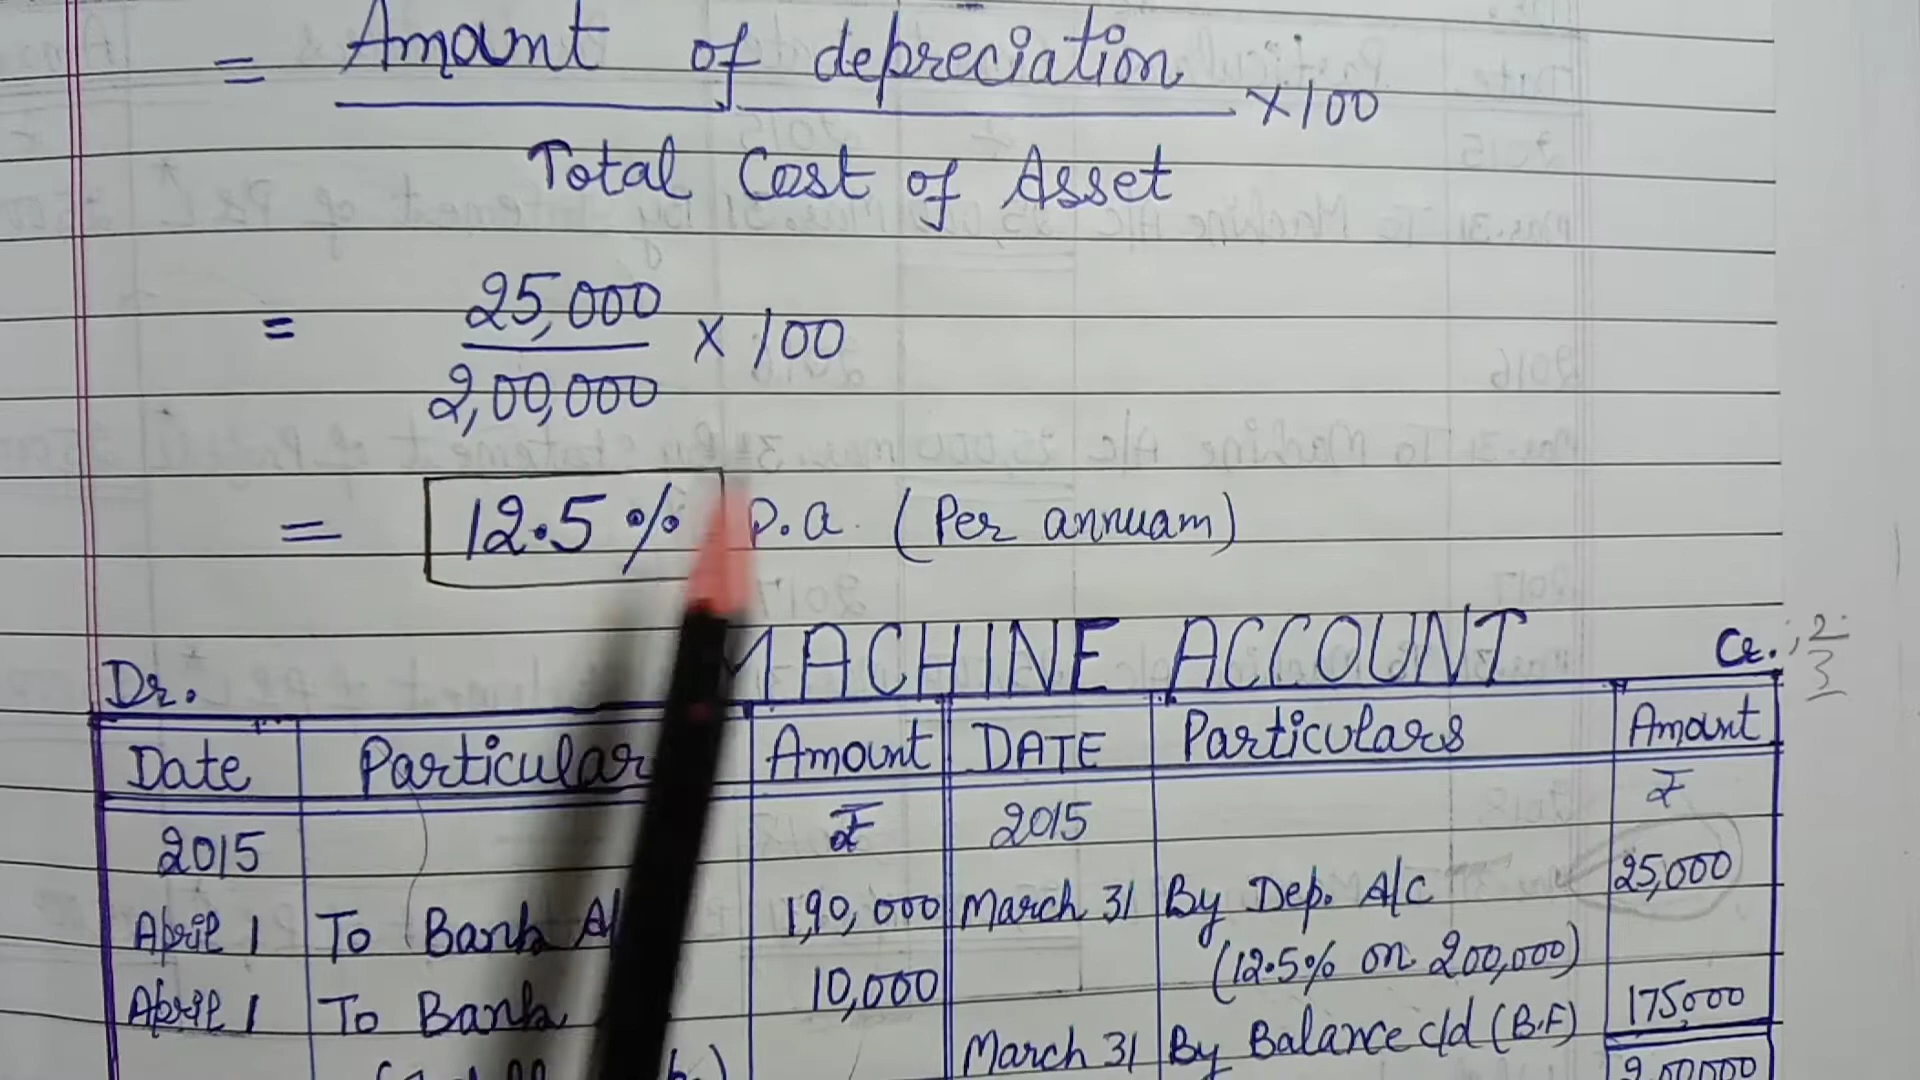 = Amount of depreciation ×100
Total Cost of Asset
= 25,000 × 100
2,00,000
= 12.5% P.a. (Per annuam)
MACHINE ACCOUNT
Dr. Cr.
Date Particular Amount DATE Particulars Amount
2015 ₹ 2015 ₹
April 1 To Bank A/ 1,90,000 March 31 By Dep. A/c 25,000
(12.5% on 200,000)
April 1 To Bank 10,000
March 31 By Balance c/d (B.F) 175,000
2,00,000